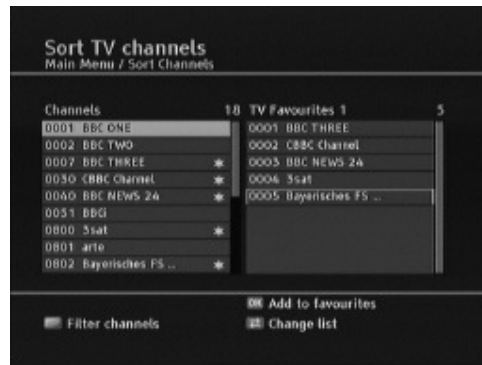 Sort TV channels
Main Menu / Sort Channels
Channels 18
0001 BBC ONE
0002 BBC TWO
0007 BBC THREE *
0030 CBBC Channel *
0040 BBC NEWS 24 *
0051 BBCi
0800 3sat *
0801 arte
0802 Bayerisches FS .. *
TV Favourites 1 5
0001 BBC THREE
0002 CBBC Channel
0003 BBC NEWS 24
0004 3sat
0005 Bayerisches FS ..
OK Add to favourites
Filter channels
Change list